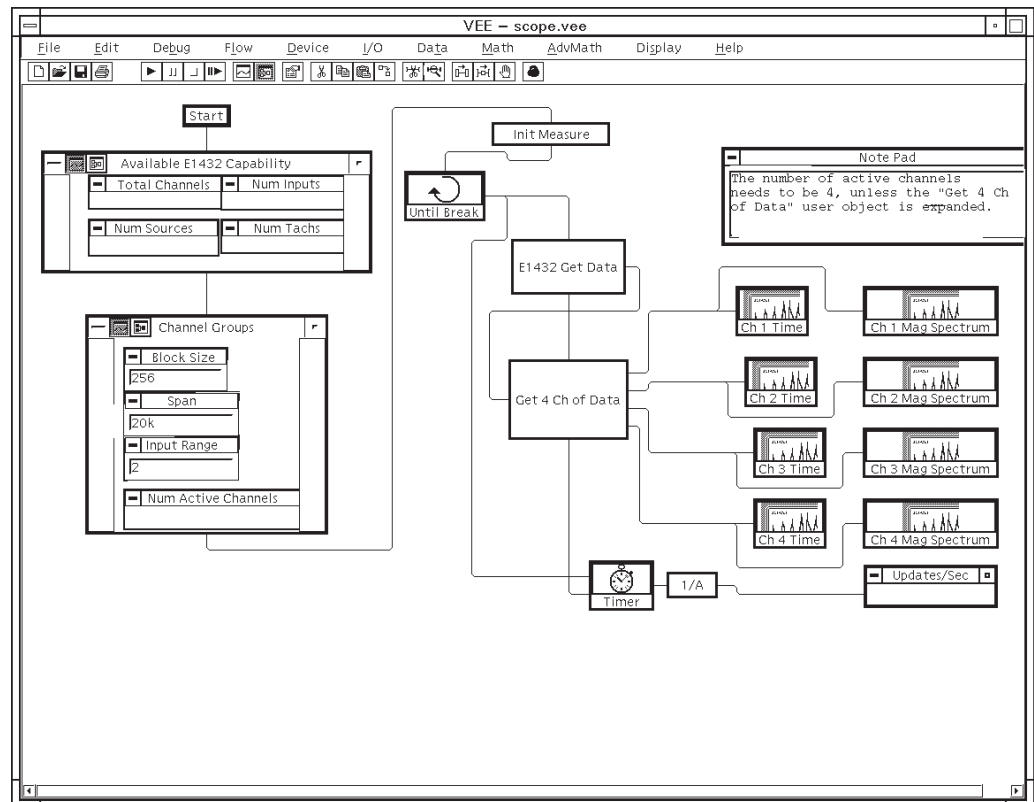 VEE – scope.vee
File Edit Debug Flow Device I/O Data Math AdvMath Display Help
Start
Available E1432 Capability
Total Channels Num Inputs
Num Sources Num Tachs
Channel Groups
Block Size
256
Span
20k
Input Range
2
Num Active Channels
Init Measure
Until Break
E1432 Get Data
Get 4 Ch of Data
Timer
1/A
Note Pad
The number of active channels
needs to be 4, unless the "Get 4 Ch
of Data" user object is expanded.
Ch 1 Time Ch 1 Mag Spectrum
Ch 2 Time Ch 2 Mag Spectrum
Ch 3 Time Ch 3 Mag Spectrum
Ch 4 Time Ch 4 Mag Spectrum
Updates/Sec